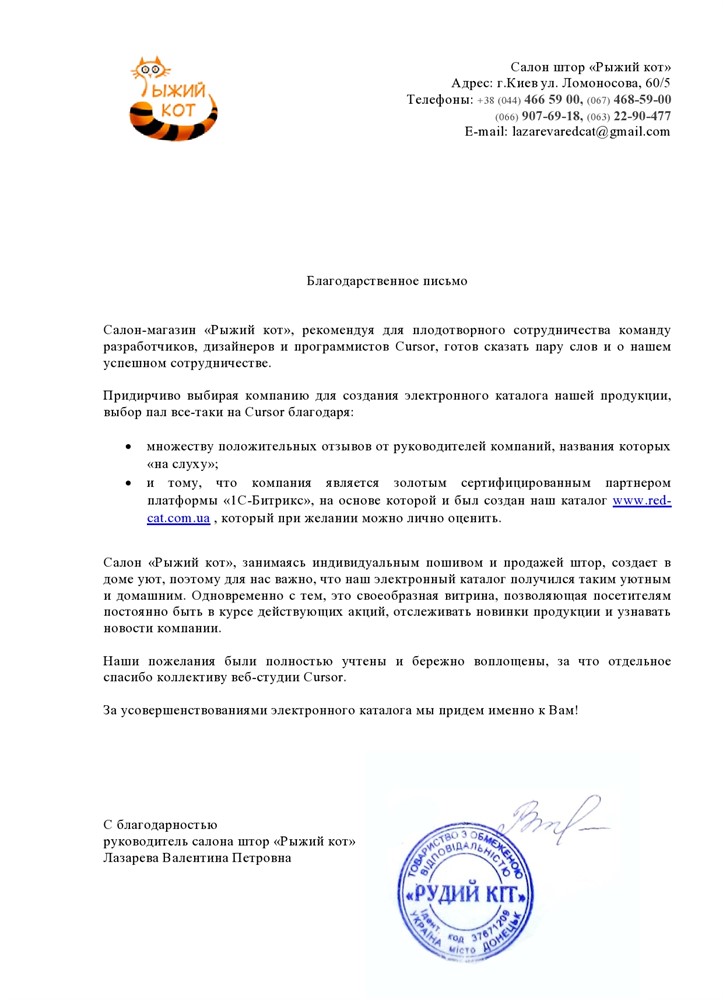 Рыжий
кот
Салон штор «Рыжий кот»
Адрес: г.Киев ул. Ломоносова, 60/5
Телефоны: +38 (044) 466 59 00, (067) 468-59-00
(066) 907-69-18, (063) 22-90-477
E-mail: lazarevaredcat@gmail.com
Благодарственное письмо
Салон-магазин «Рыжий кот», рекомендуя для плодотворного сотрудничества команду
разработчиков, дизайнеров и программистов Cursor, готов сказать пару слов и о нашем
успешном сотрудничестве.
Придирчиво выбирая компанию для создания электронного каталога нашей продукции,
выбор пал все-таки на Cursor благодаря:
• множеству положительных отзывов от руководителей компаний, названия которых
«на слуху»;
• и тому, что компания является золотым сертифицированным партнером
платформы «1С-Битрикс», на основе которой и был создан наш каталог www.red-
cat.com.ua , который при желании можно лично оценить.
Салон «Рыжий кот», занимаясь индивидуальным пошивом и продажей штор, создает в
доме уют, поэтому для нас важно, что наш электронный каталог получился таким уютным
и домашним. Одновременно с тем, это своеобразная витрина, позволяющая посетителям
постоянно быть в курсе действующих акций, отслеживать новинки продукции и узнавать
новости компании.
Наши пожелания были полностью учтены и бережно воплощены, за что отдельное
спасибо коллективу веб-студии Cursor.
За усовершенствованиями электронного каталога мы придем именно к Вам!
С благодарностью
руководитель салона штор «Рыжий кот»
Лазарева Валентина Петровна
ТОВАРИСТВО З ОБМЕЖЕНОЮ
ВІДПОВІДАЛЬНІСТЮ
«РУДИЙ КІТ»
Ідент. код 37671209
УКРАЇНА місто ДОНЕЦЬК